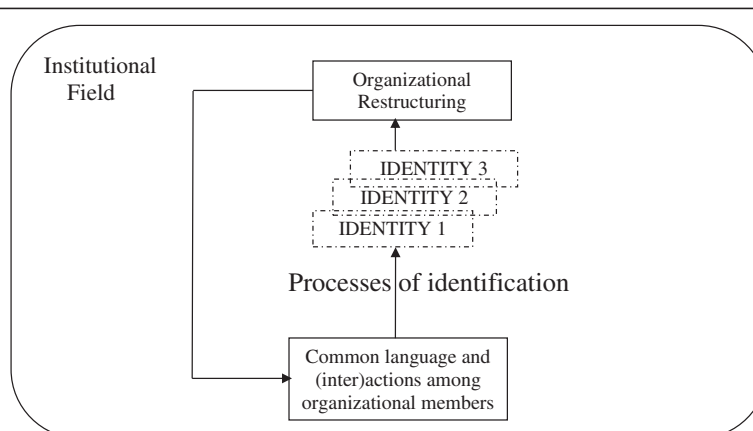 Institutional
Field
Organizational
Restructuring
IDENTITY 3
IDENTITY 2
IDENTITY 1
Processes of identification
Common language and
(inter)actions among
organizational members